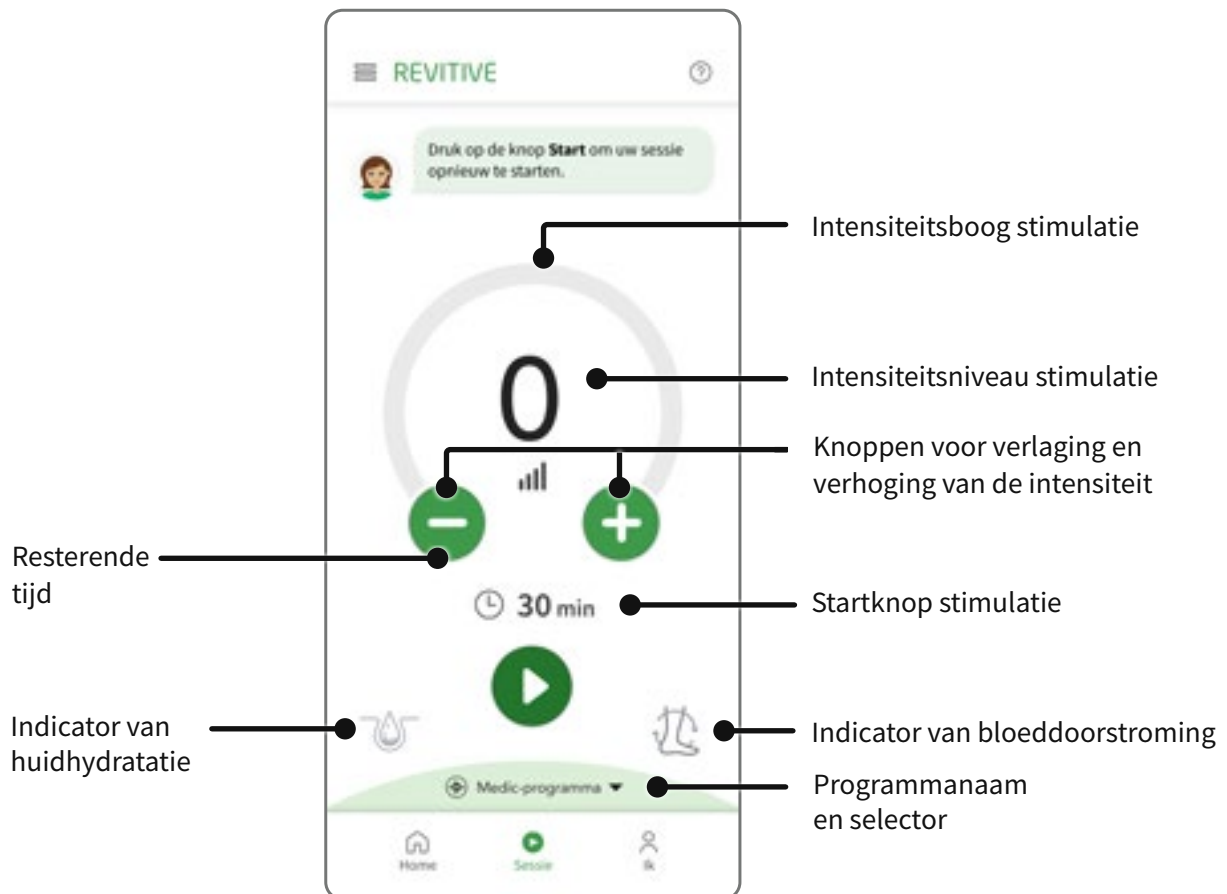 REVITIVE
Druk op de knop Start om uw sessie
opnieuw te starten.
Intensiteitsboog stimulatie
0
Intensiteitsniveau stimulatie
Knoppen voor verlaging en
verhoging van de intensiteit
Resterende
tijd
30 min
Startknop stimulatie
Indicator van
huidhydratatie
Indicator van bloeddoorstroming
Medic-programma
Programmanaam
en selector
Home
Sessie
Ik